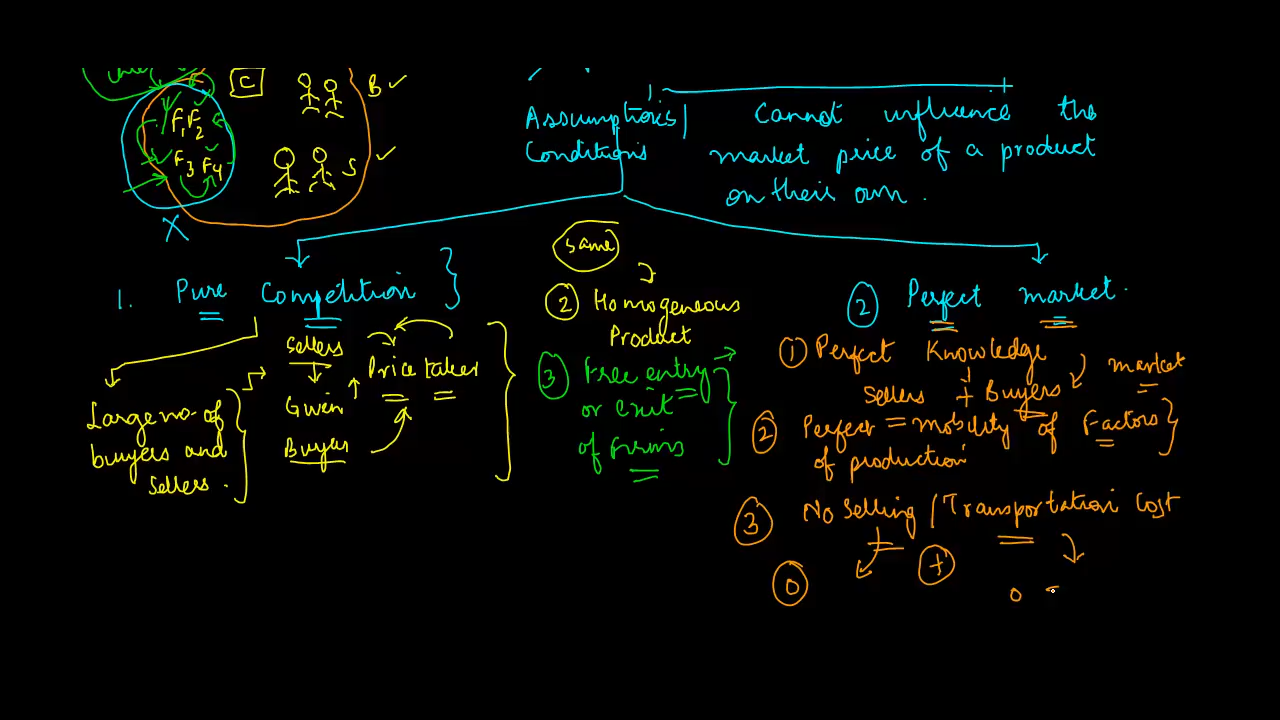 C
B ✓
F1 F2
F3 F4
S ✓
X
Assumptions
Conditions
Cannot influence the
market price of a product
on their own.
1. Pure Competition
Large no. of
buyers and
sellers.
Sellers
Given
Buyers
Price taker
Same
② Homogeneous
Product
③ Free entry
or exit
of firms
② Perfect market.
① Perfect Knowledge
Sellers + Buyers
market
② Perfect mobility of Factors
of production
③ No Selling / Transportation Cost
0
+
0